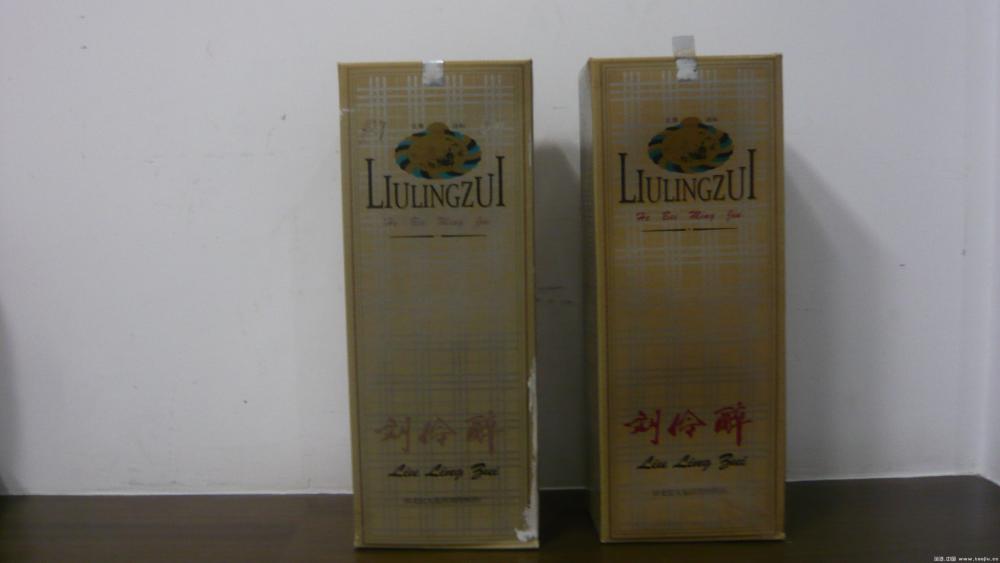 LIULINGZUI
He Bei Ming Jiu
刘伶醉
Liu Ling Zui
LIULINGZUI
He Bei Ming Jiu
刘伶醉
Liu Ling Zui